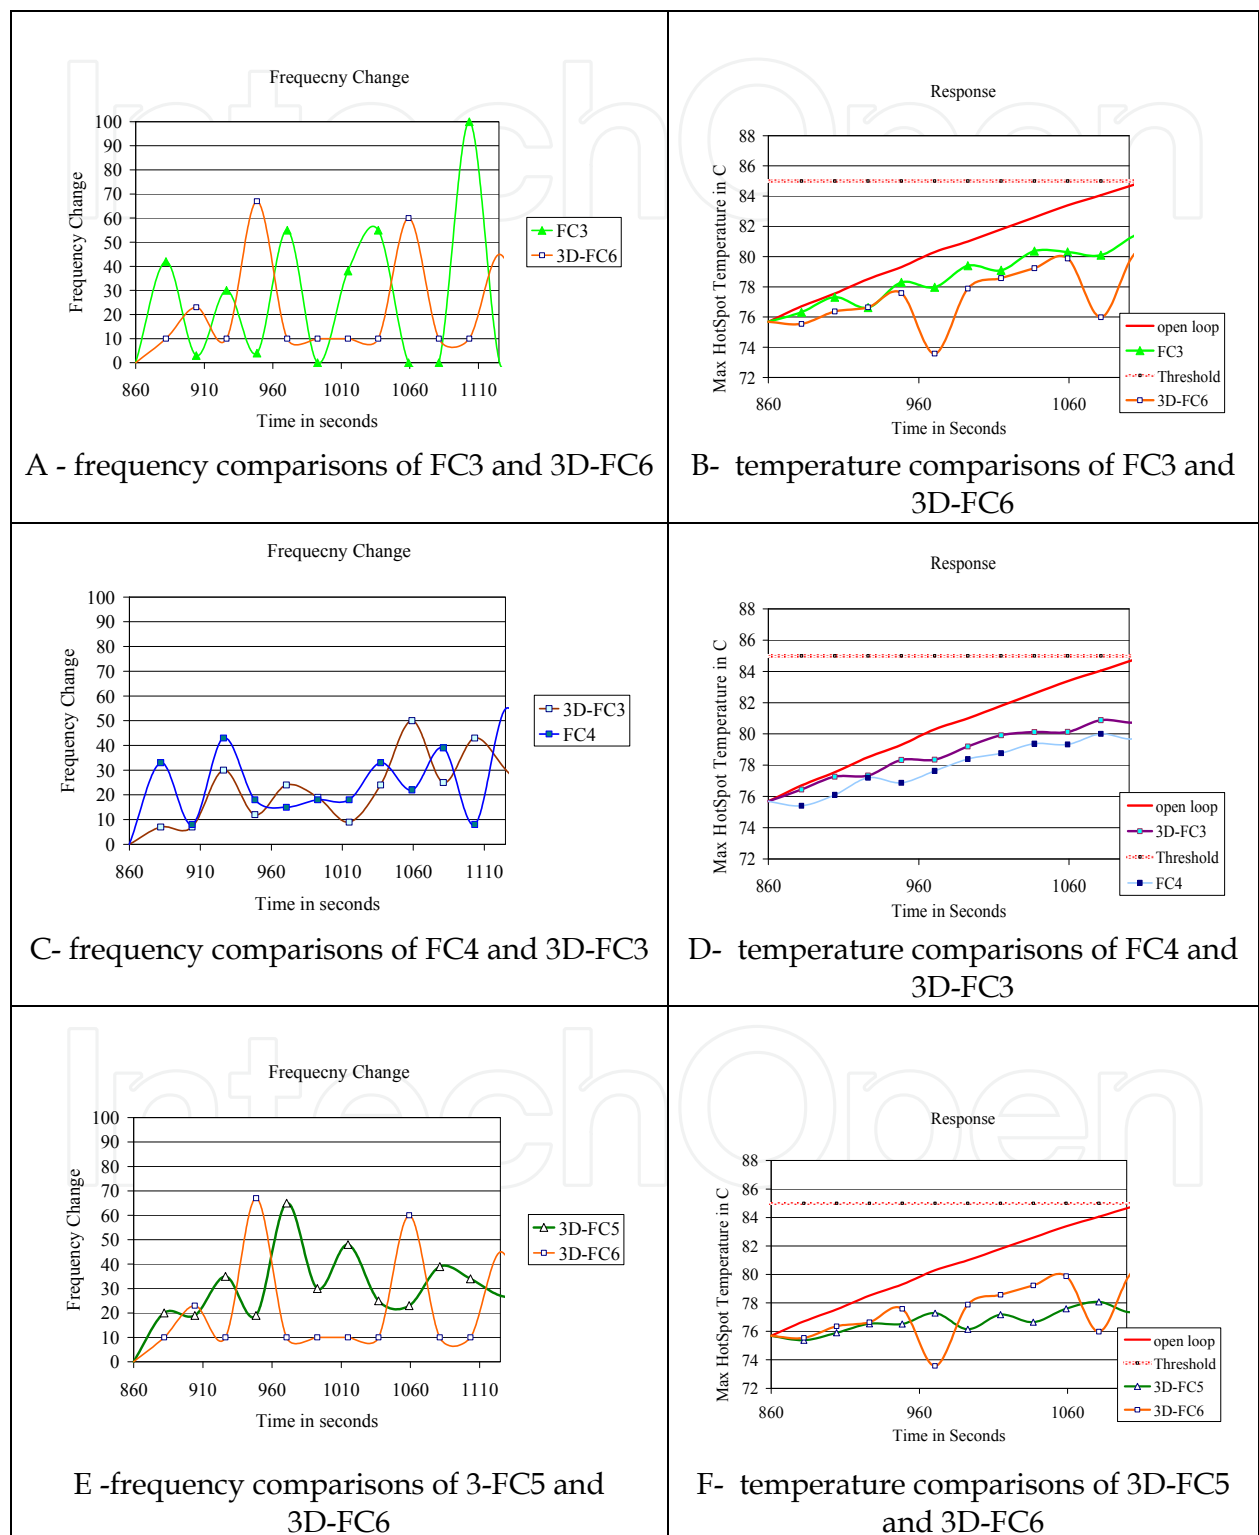 Frequecny Change
Frequency Change
100
90
80
70
60
50
40
30
20
10
0
860 910 960 1010 1060 1110
Time in seconds
FC3
3D-FC6
A - frequency comparisons of FC3 and 3D-FC6
Response
Max HotSpot Temperature in C
88
86
84
82
80
78
76
74
72
860 960 1060
Time in Seconds
open loop
FC3
Threshold
3D-FC6
B- temperature comparisons of FC3 and
3D-FC6
Frequecny Change
Frequency Change
100
90
80
70
60
50
40
30
20
10
0
860 910 960 1010 1060 1110
Time in seconds
3D-FC3
FC4
C- frequency comparisons of FC4 and 3D-FC3
Response
Max HotSpot Temperature in C
88
86
84
82
80
78
76
74
72
860 960 1060
Time in Seconds
open loop
3D-FC3
Threshold
FC4
D- temperature comparisons of FC4 and
3D-FC3
Frequecny Change
Frequency Change
100
90
80
70
60
50
40
30
20
10
0
860 910 960 1010 1060 1110
Time in seconds
3D-FC5
3D-FC6
E -frequency comparisons of 3-FC5 and
3D-FC6
Response
Max HotSpot Temperature in C
88
86
84
82
80
78
76
74
72
860 960 1060
Time in Seconds
open loop
Threshold
3D-FC5
3D-FC6
F- temperature comparisons of 3D-FC5
and 3D-FC6
IntechOpen
IntechOpen